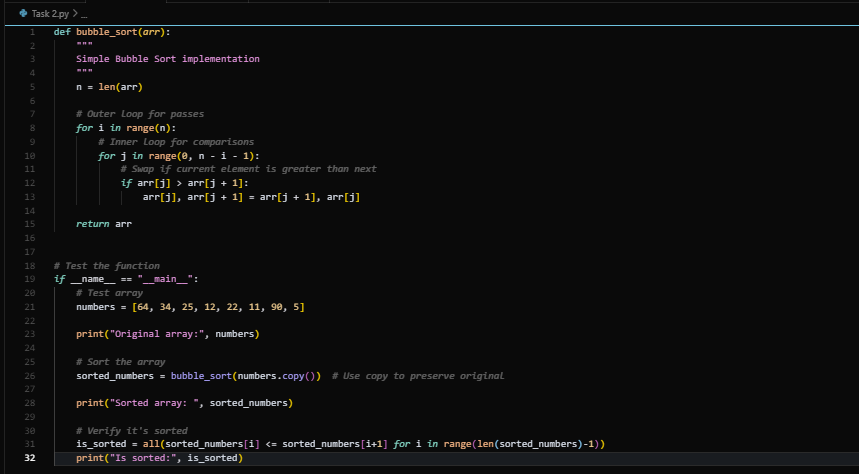 Task 2.py > ...
1 def bubble_sort(arr):
2     """
3     Simple Bubble Sort implementation
4     """
5     n = len(arr)
6
7     # Outer loop for passes
8     for i in range(n):
9         # Inner loop for comparisons
10         for j in range(0, n - i - 1):
11             # Swap if current element is greater than next
12             if arr[j] > arr[j + 1]:
13                 arr[j], arr[j + 1] = arr[j + 1], arr[j]
14
15     return arr
16
17
18 # Test the function
19 if __name__ == "__main__":
20     # Test array
21     numbers = [64, 34, 25, 12, 22, 11, 90, 5]
22
23     print("Original array:", numbers)
24
25     # Sort the array
26     sorted_numbers = bubble_sort(numbers.copy())  # Use copy to preserve original
27
28     print("Sorted array: ", sorted_numbers)
29
30     # Verify it's sorted
31     is_sorted = all(sorted_numbers[i] <= sorted_numbers[i+1] for i in range(len(sorted_numbers)-1))
32     print("Is sorted:", is_sorted)